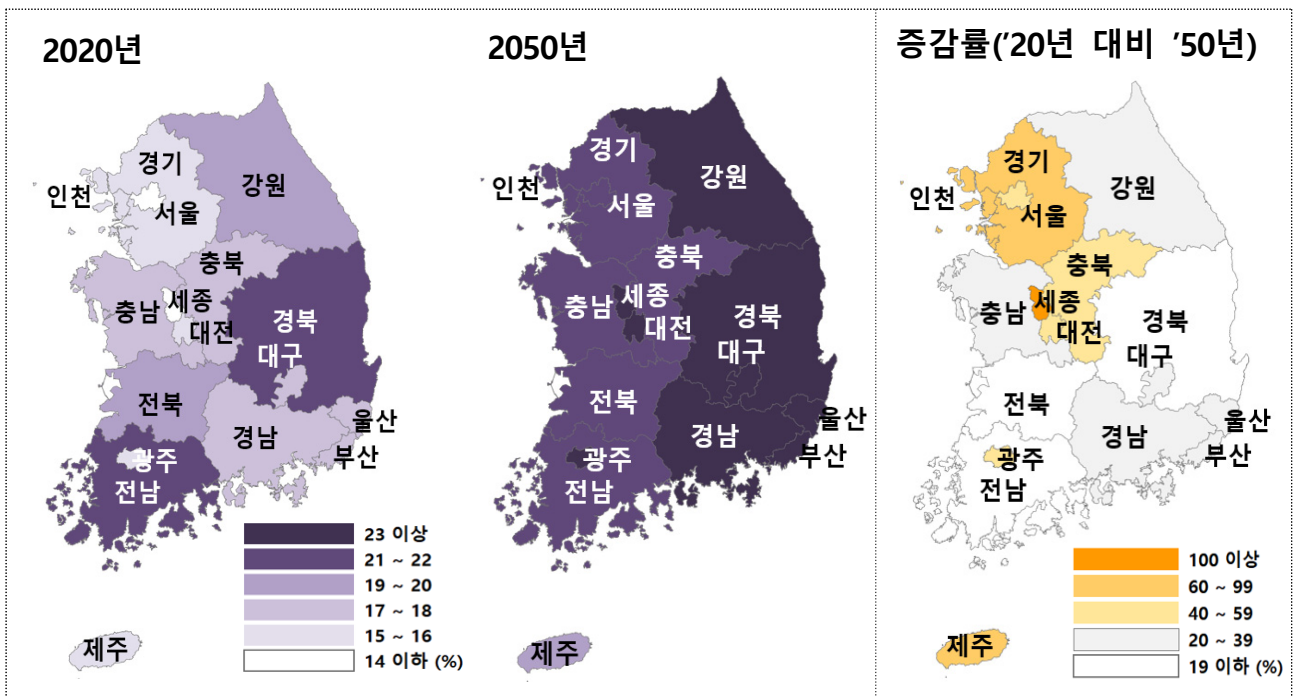 2020년
경기
인천
서울
강원
충북
충남
세종
대전
경북
대구
전북
경남
울산
부산
광주
전남
제주
23 이상
21 ~ 22
19 ~ 20
17 ~ 18
15 ~ 16
14 이하 (%)
2050년
경기
인천
서울
강원
충북
충남
세종
대전
경북
대구
전북
경남
울산
부산
광주
전남
제주
증감률('20년 대비 '50년)
경기
인천
서울
충북
충남
세종
대전
경북
대구
전북
경남
울산
부산
광주
전남
강원
제주
100 이상
60 ~ 99
40 ~ 59
20 ~ 39
19 이하 (%)